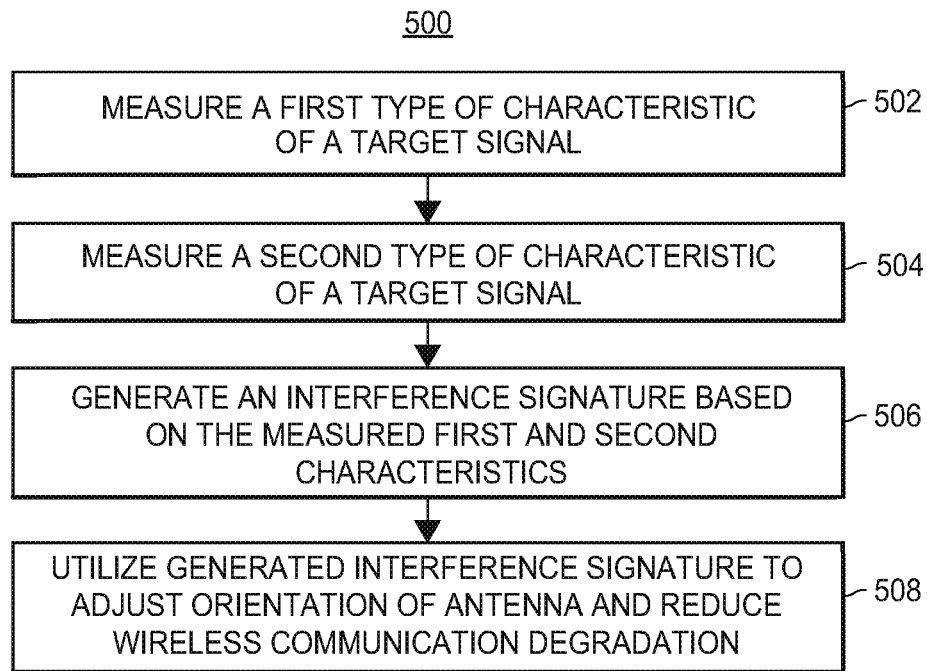 500
MEASURE A FIRST TYPE OF CHARACTERISTIC
OF A TARGET SIGNAL
502
MEASURE A SECOND TYPE OF CHARACTERISTIC
OF A TARGET SIGNAL
504
GENERATE AN INTERFERENCE SIGNATURE BASED
ON THE MEASURED FIRST AND SECOND
CHARACTERISTICS
506
UTILIZE GENERATED INTERFERENCE SIGNATURE TO
ADJUST ORIENTATION OF ANTENNA AND REDUCE
WIRELESS COMMUNICATION DEGRADATION
508